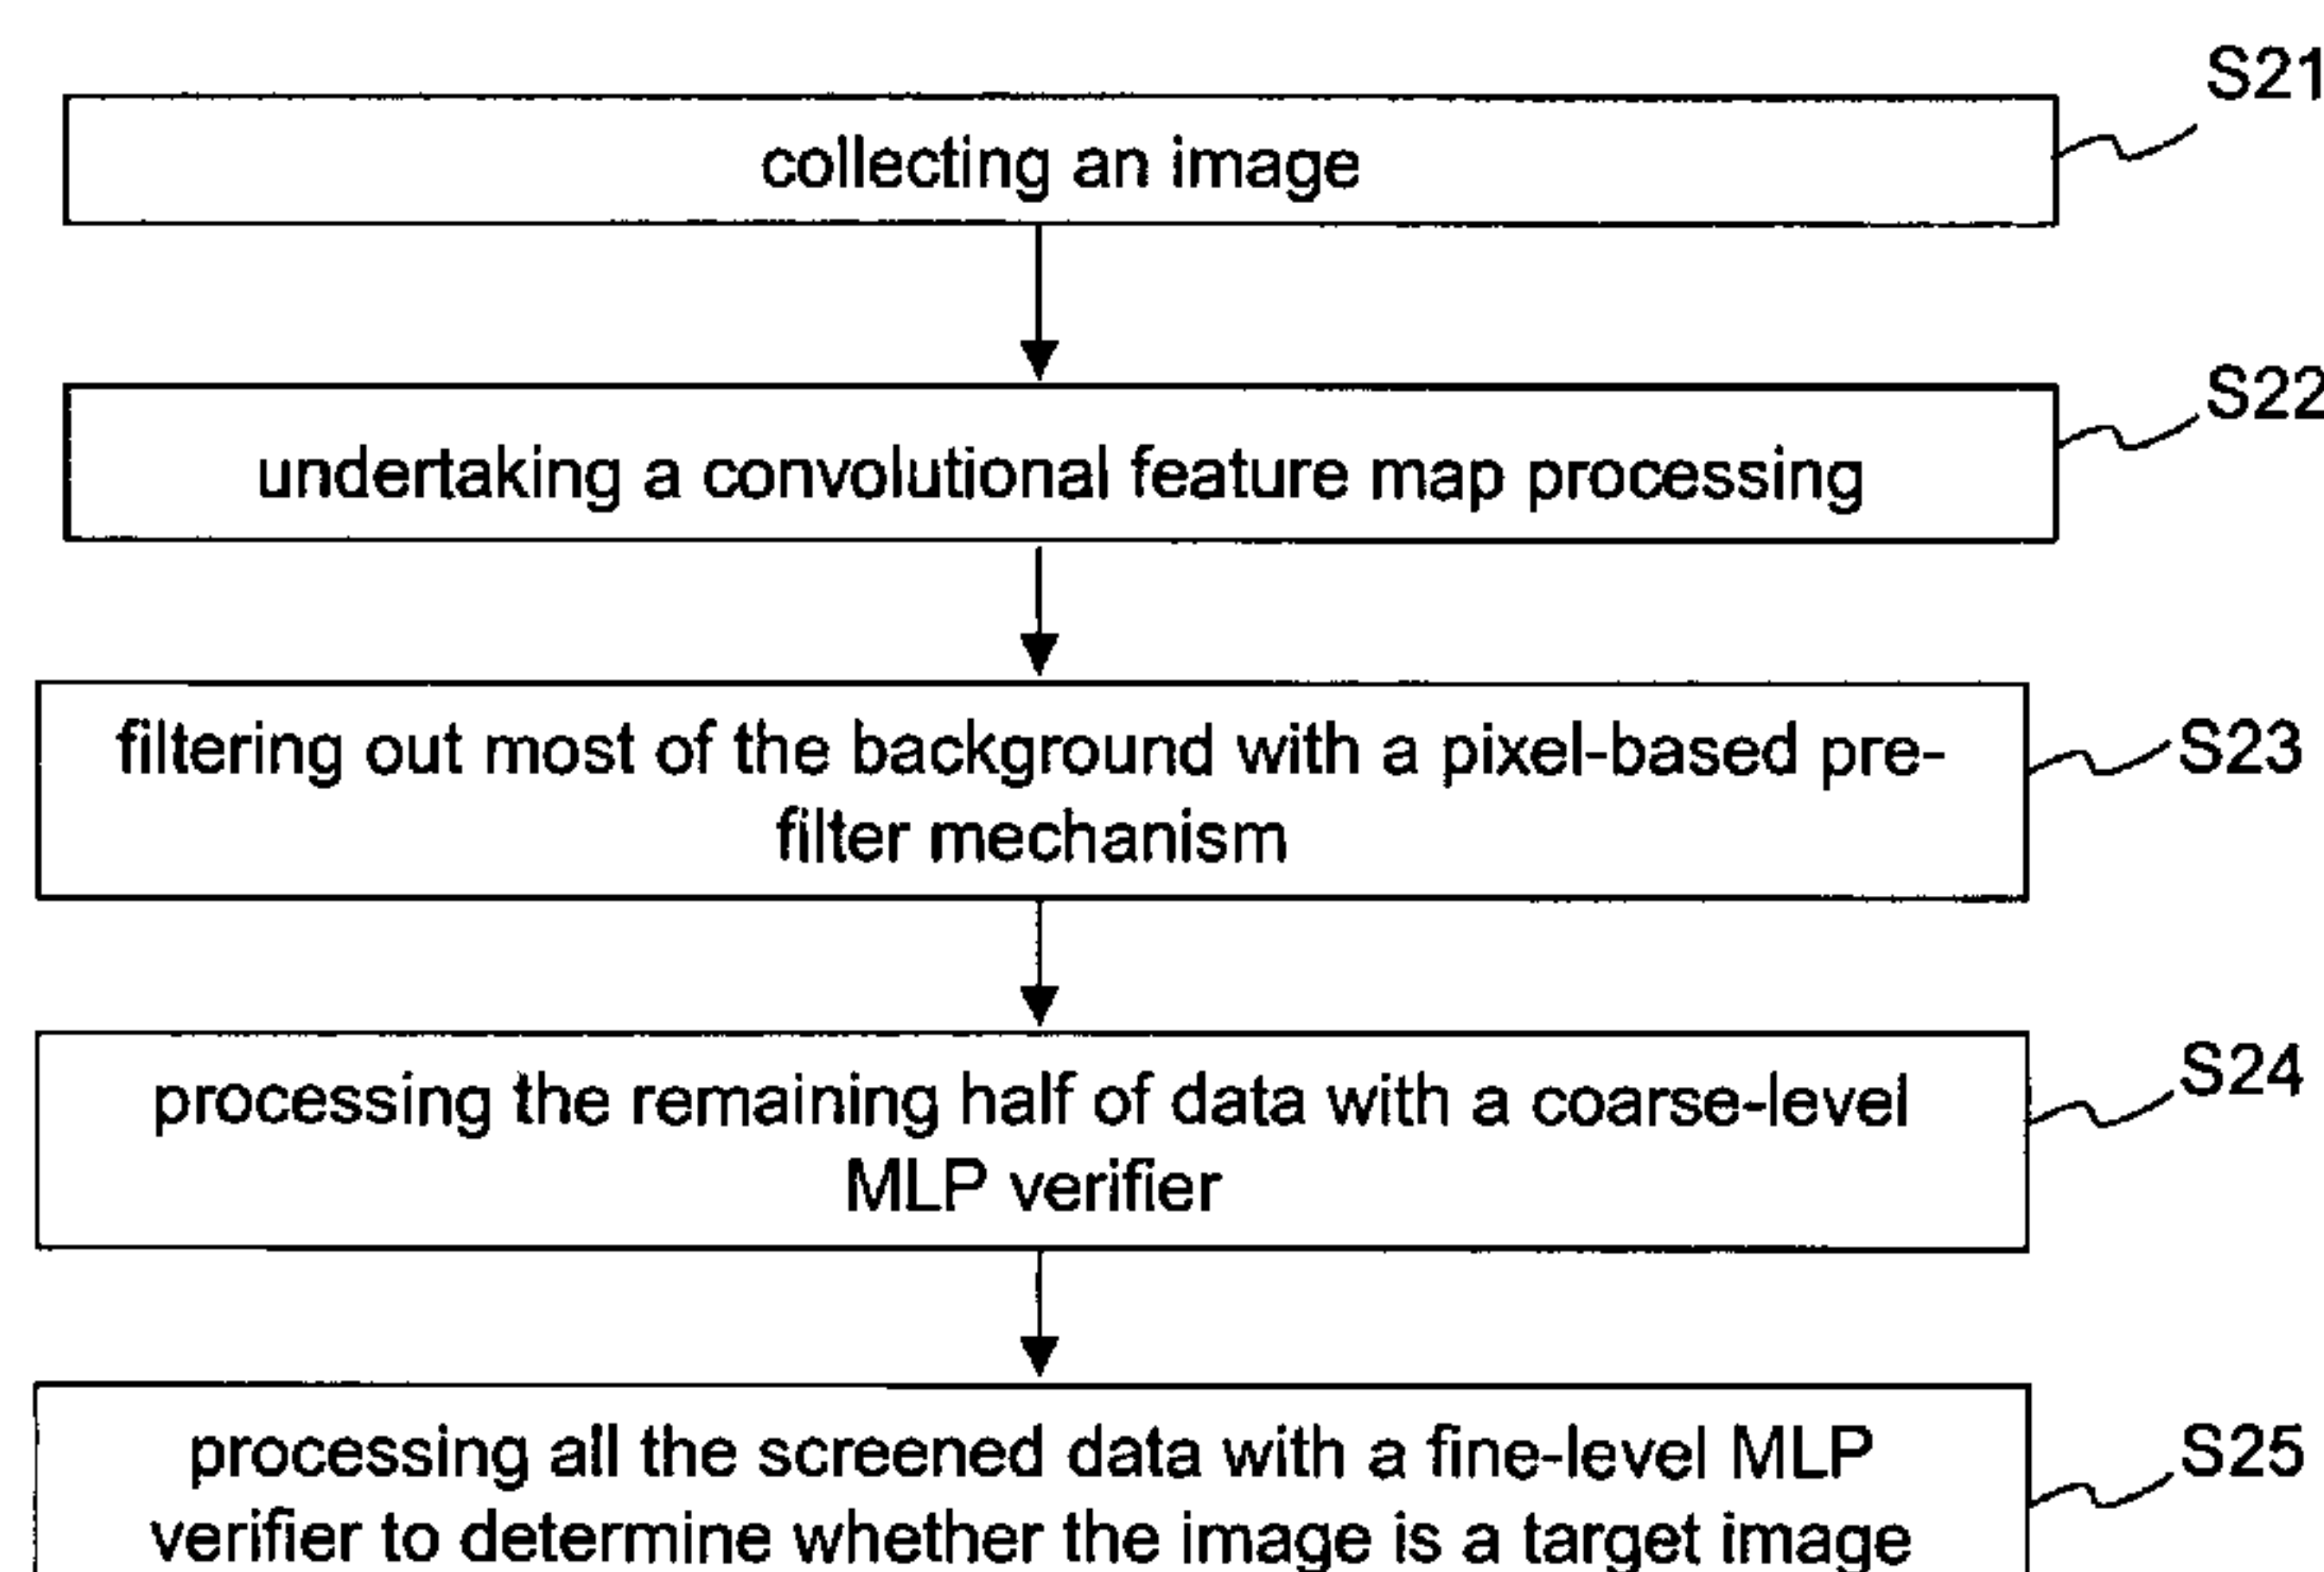 S21
collecting an image
S22
undertaking a convolutional feature map processing
filtering out most of the background with a pixel-based pre-
filter mechanism
S23
processing the remaining half of data with a coarse-level
MLP verifier
S24
processing all the screened data with a fine-level MLP
verifier to determine whether the image is a target image
S25